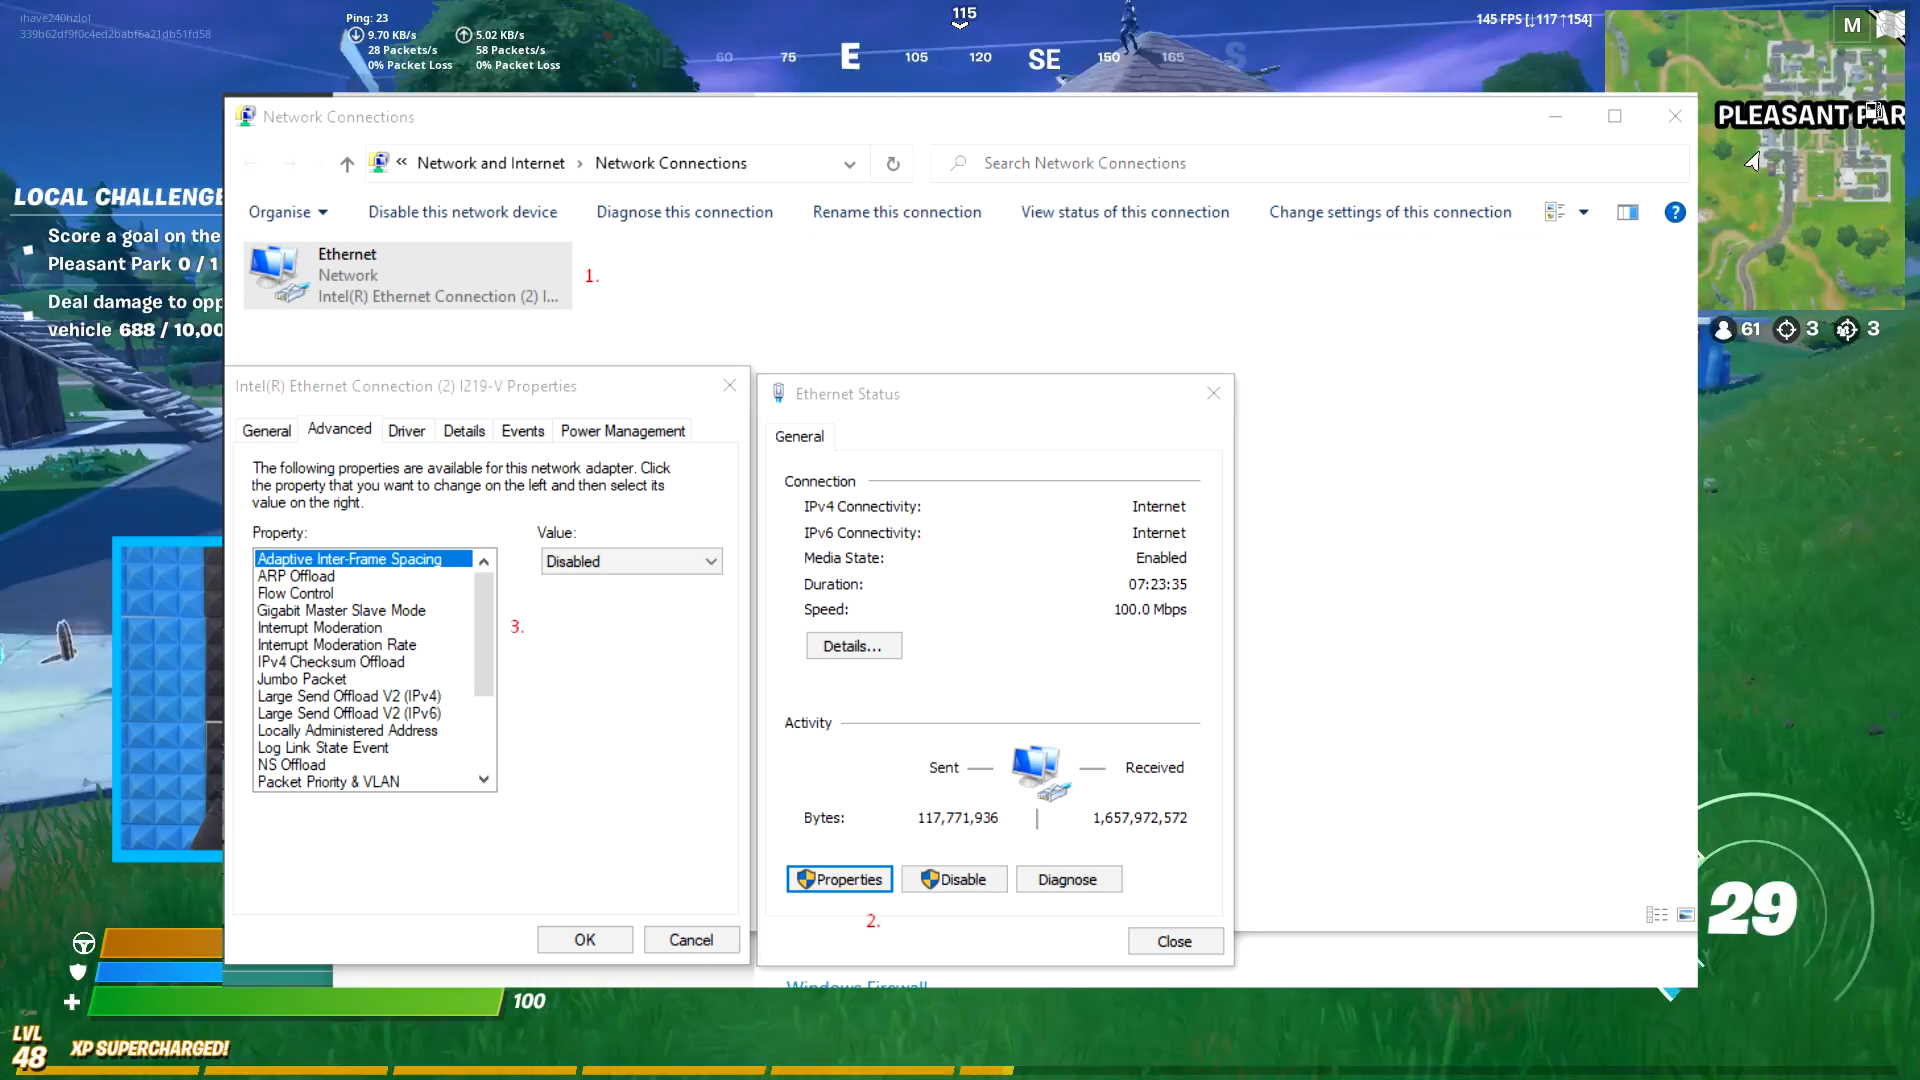 ihave240hzlol
339b62df9f0c4ed2babf6a21db51fd58
Ping: 23
9.70 KB/s
5.02 KB/s
28 Packets/s
58 Packets/s
0% Packet Loss
0% Packet Loss
115
NE
60
75
E
105
120
SE
150
165
S
145 FPS [↓117 ↑154]
M
PLEASANT PAR
61
3
3
LOCAL CHALLENGE
Score a goal on the
Pleasant Park 0 / 1
Deal damage to opp
vehicle 688 / 10,00
Network Connections
« Network and Internet › Network Connections
Search Network Connections
Organise
Disable this network device
Diagnose this connection
Rename this connection
View status of this connection
Change settings of this connection
Ethernet
Network
Intel(R) Ethernet Connection (2) I...
1.
Intel(R) Ethernet Connection (2) I219-V Properties
General
Advanced
Driver
Details
Events
Power Management
The following properties are available for this network adapter. Click
the property that you want to change on the left and then select its
value on the right.
Property:
Value:
Adaptive Inter-Frame Spacing
ARP Offload
Flow Control
Gigabit Master Slave Mode
Interrupt Moderation
Interrupt Moderation Rate
IPv4 Checksum Offload
Jumbo Packet
Large Send Offload V2 (IPv4)
Large Send Offload V2 (IPv6)
Locally Administered Address
Log Link State Event
NS Offload
Packet Priority & VLAN
Disabled
3.
OK
Cancel
Ethernet Status
General
Connection
IPv4 Connectivity:
Internet
IPv6 Connectivity:
Internet
Media State:
Enabled
Duration:
07:23:35
Speed:
100.0 Mbps
Details...
Activity
Sent
Received
Bytes:
117,771,936
1,657,972,572
Properties
Disable
Diagnose
2.
Close
Windows Firewall
29
100
LVL
48
XP SUPERCHARGED!